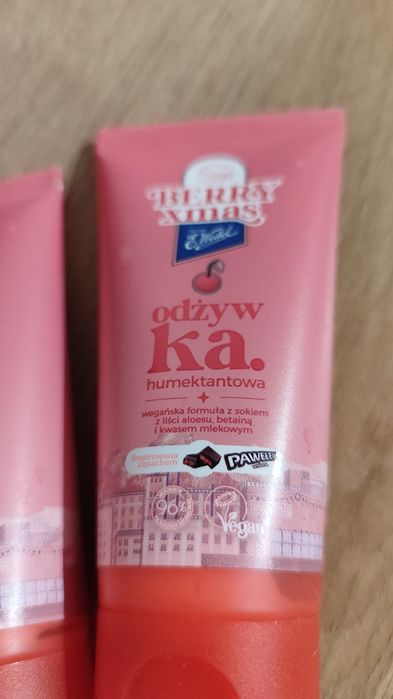 BERRY
xmas
E.Wedel
odżyw
ka.
humektantowa
wegańska formuła z sokiem
z liści aloesu, betainą
i kwasem mlekowym
inspirowana
zapachem
PAWEŁEK
96%
Vegan